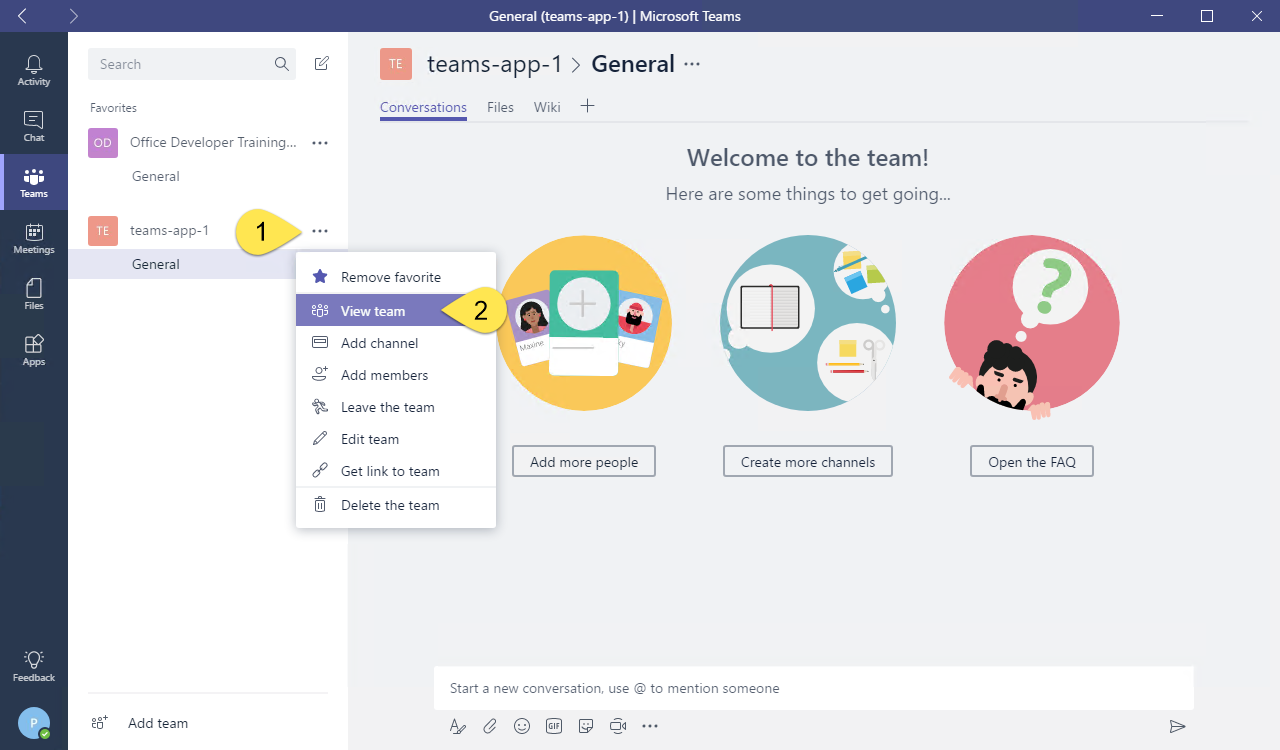 General (teams-app-1) | Microsoft Teams
Activity
Chat
Teams
Meetings
Files
Apps
Feedback
P
Search
Favorites
OD Office Developer Training...
General
TE teams-app-1
1
General
Remove favorite
View team
2
Add channel
Add members
Leave the team
Edit team
Get link to team
Delete the team
Add team
TE teams-app-1 > General
Conversations Files Wiki
Welcome to the team!
Here are some things to get going...
Maxine
?
Add more people
Create more channels
Open the FAQ
Start a new conversation, use @ to mention someone
GIF